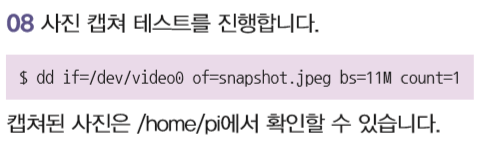 08 사진 캡쳐 테스트를 진행합니다.
$ dd if=/dev/video0 of=snapshot.jpeg bs=11M count=1
캡쳐된 사진은 /home/pi에서 확인할 수 있습니다.